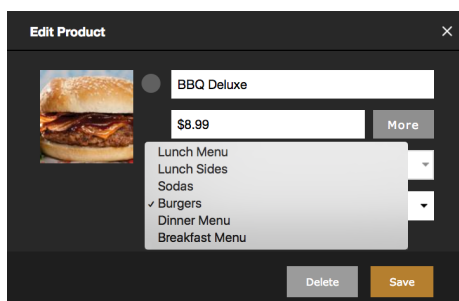 Edit Product
BBQ Deluxe
$8.99
More
Lunch Menu
Lunch Sides
Sodas
✓ Burgers
Dinner Menu
Breakfast Menu
Delete
Save